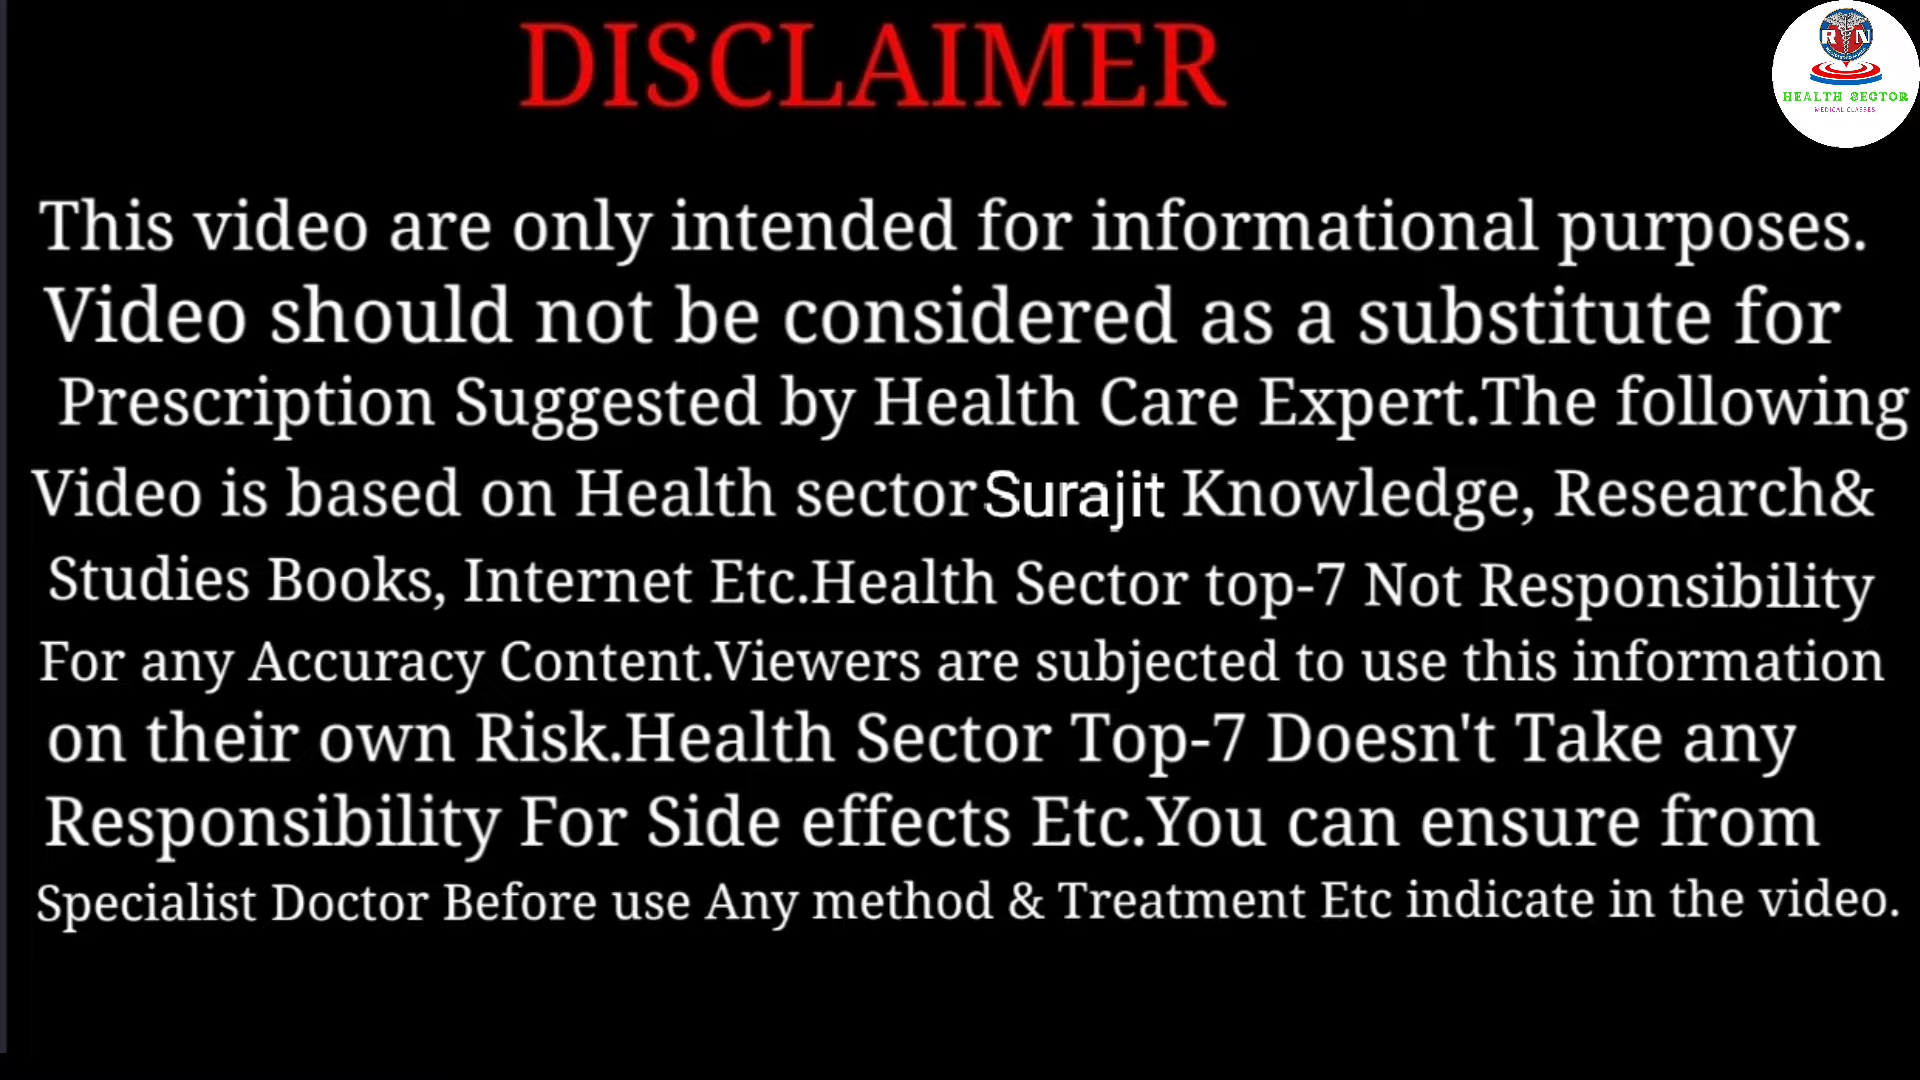 DISCLAIMER
R N
HEALTH SECTOR
MEDICAL CLASSES
This video are only intended for informational purposes.
Video should not be considered as a substitute for
Prescription Suggested by Health Care Expert.The following
Video is based on Health sector Surajit Knowledge, Research&
Studies Books, Internet Etc.Health Sector top-7 Not Responsibility
For any Accuracy Content.Viewers are subjected to use this information
on their own Risk.Health Sector Top-7 Doesn't Take any
Responsibility For Side effects Etc.You can ensure from
Specialist Doctor Before use Any method & Treatment Etc indicate in the video.